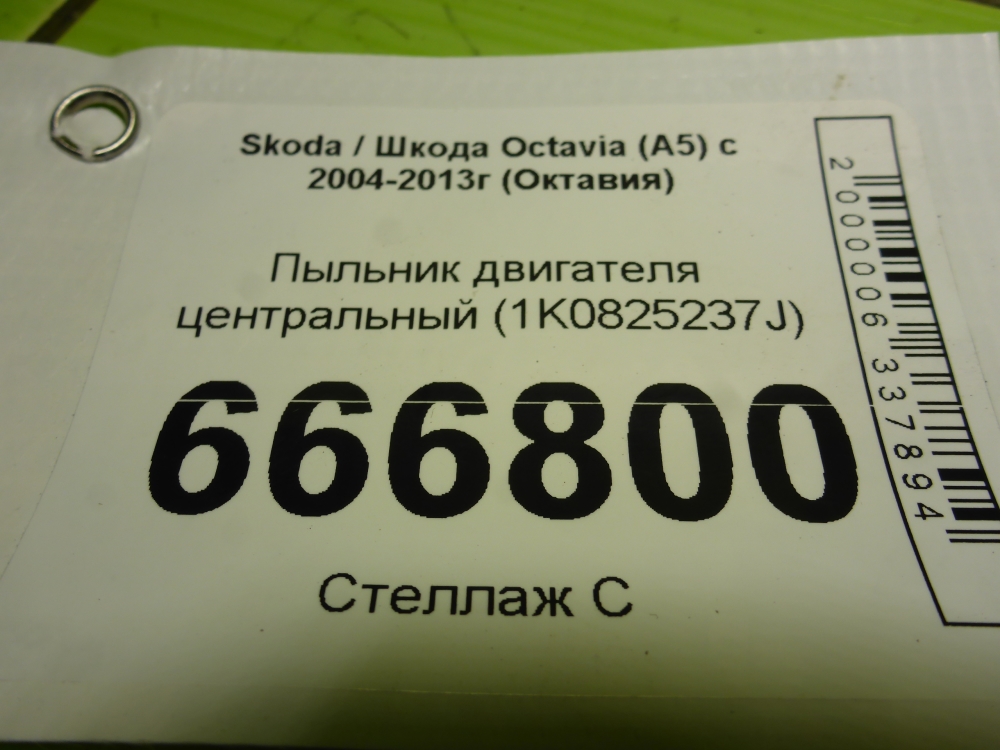 Skoda / Шкода Octavia (A5) с
2004-2013г (Октавия)
Пыльник двигателя
центральный (1K0825237J)
666800
Стеллаж С
2000006337894